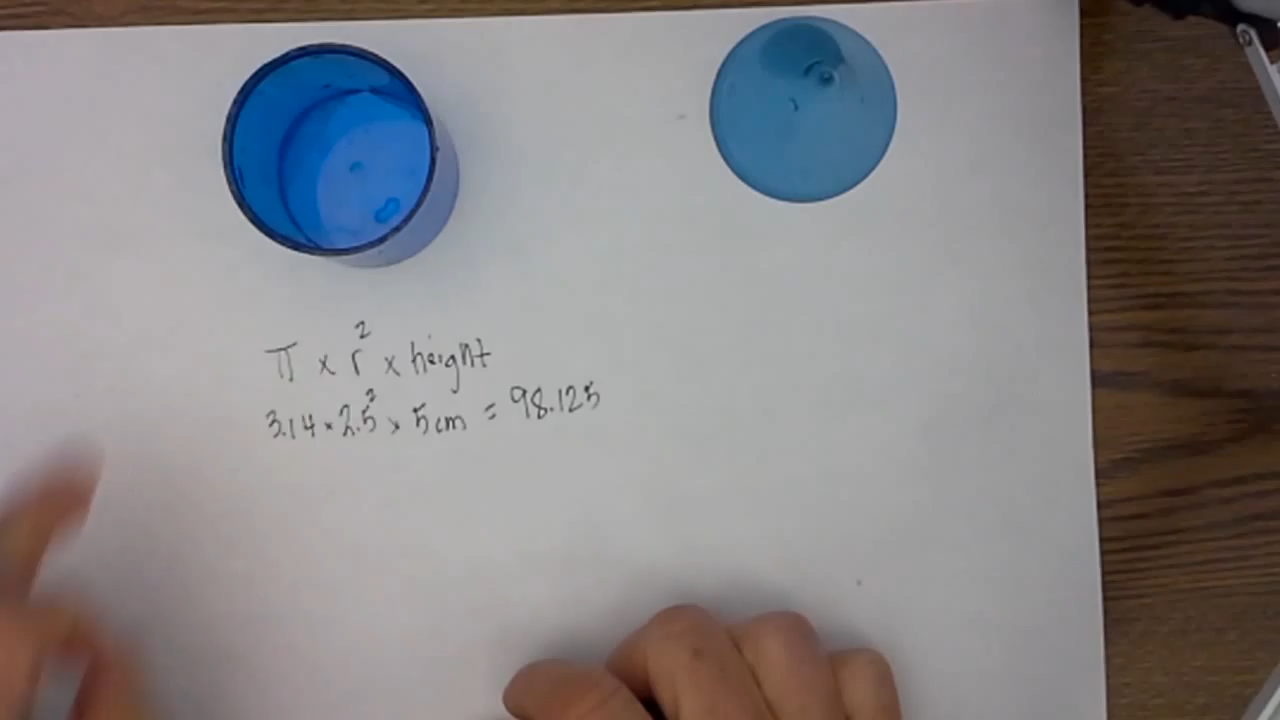 π × r² × height
3.14 × 2.5² × 5cm = 98.125